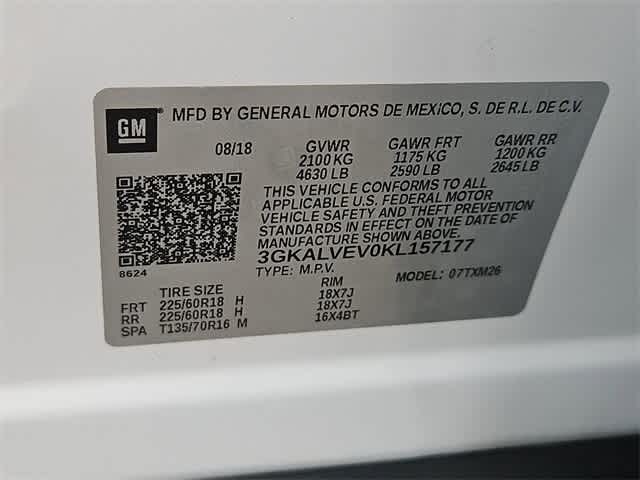 GM ® MFD BY GENERAL MOTORS DE MEXICO, S. DE R.L. DE C.V.
08/18 GVWR GAWR FRT GAWR RR
2100 KG 1175 KG 1200 KG
4630 LB 2590 LB 2645 LB
THIS VEHICLE CONFORMS TO ALL
APPLICABLE U.S. FEDERAL MOTOR
VEHICLE SAFETY AND THEFT PREVENTION
STANDARDS IN EFFECT ON THE DATE OF
MANUFACTURE SHOWN ABOVE.
3GKALVEV0KL157177
8624 TYPE: M.P.V. MODEL: 07TXM26
TIRE SIZE RIM
FRT 225/60R18 H 18X7J
RR 225/60R18 H 18X7J
SPA T135/70R16 M 16X4BT